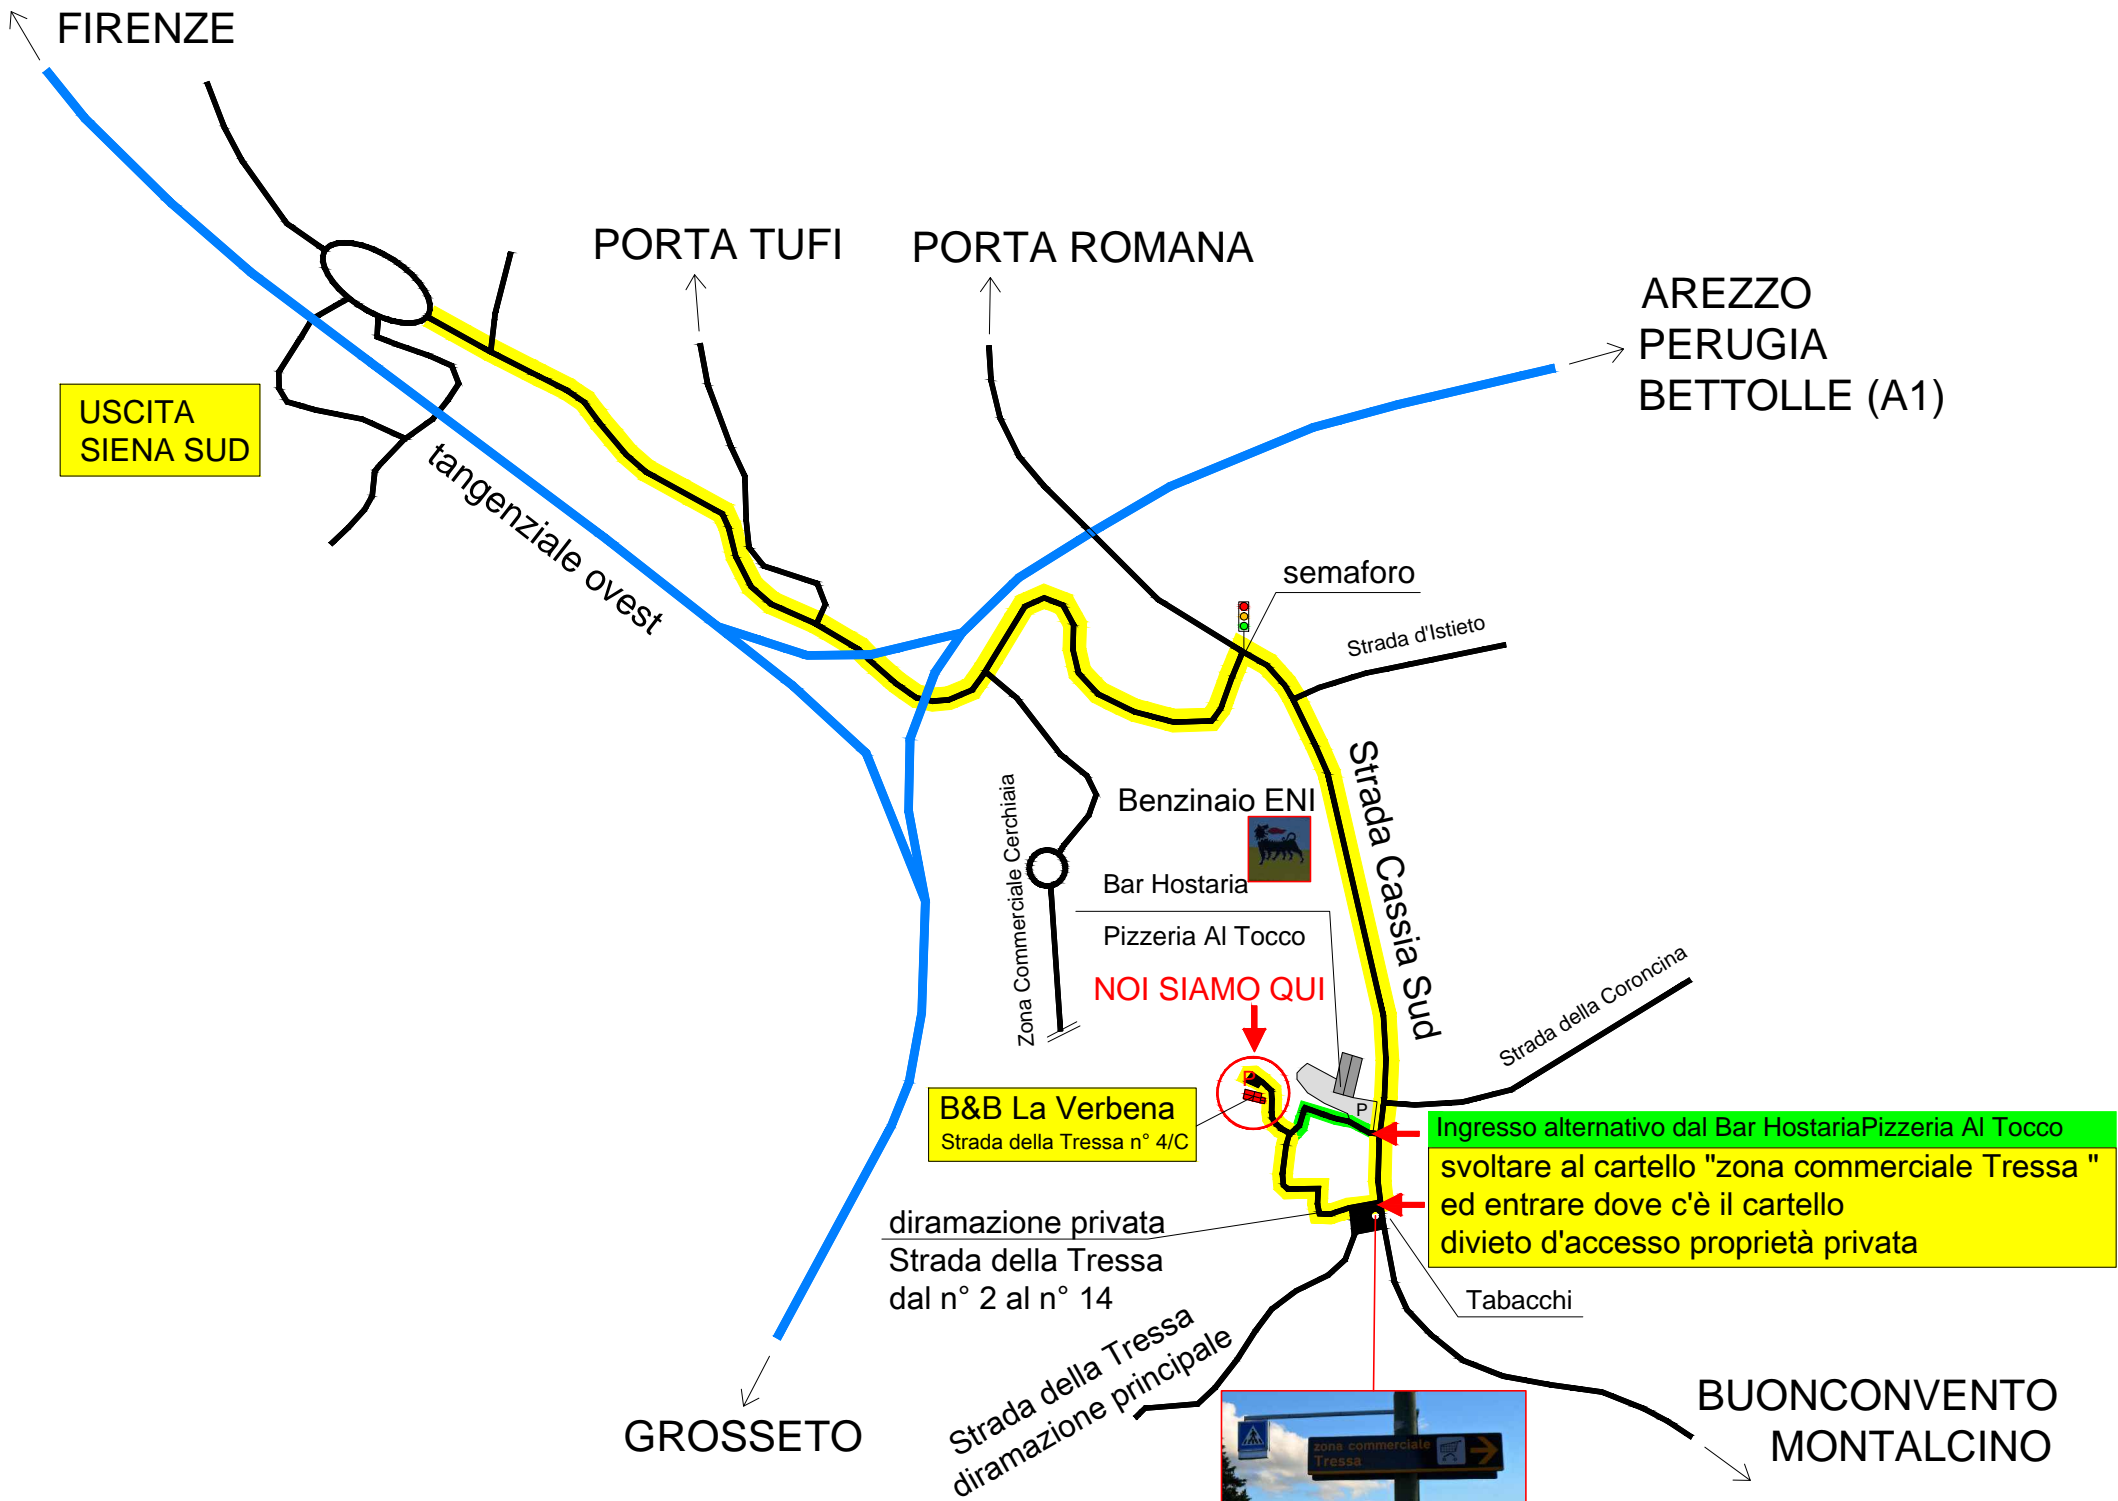 FIRENZE
PORTA TUFI
PORTA ROMANA
AREZZO
PERUGIA
BETTOLLE (A1)
USCITA
SIENA SUD
tangenziale ovest
semaforo
Strada d'Istieto
Strada Cassia Sud
Zona Commerciale Cerchiaia
Benzinaio ENI
Bar Hostaria
Pizzeria Al Tocco
NOI SIAMO QUI
Strada della Coroncina
P
P
B&B La Verbena
Strada della Tressa n° 4/C
Ingresso alternativo dal Bar HostariaPizzeria Al Tocco
svoltare al cartello "zona commerciale Tressa "
ed entrare dove c'è il cartello
divieto d'accesso proprietà privata
diramazione privata
Strada della Tressa
dal n° 2 al n° 14
Tabacchi
Strada della Tressa
diramazione principale
GROSSETO
BUONCONVENTO
MONTALCINO
zona commerciale
Tressa